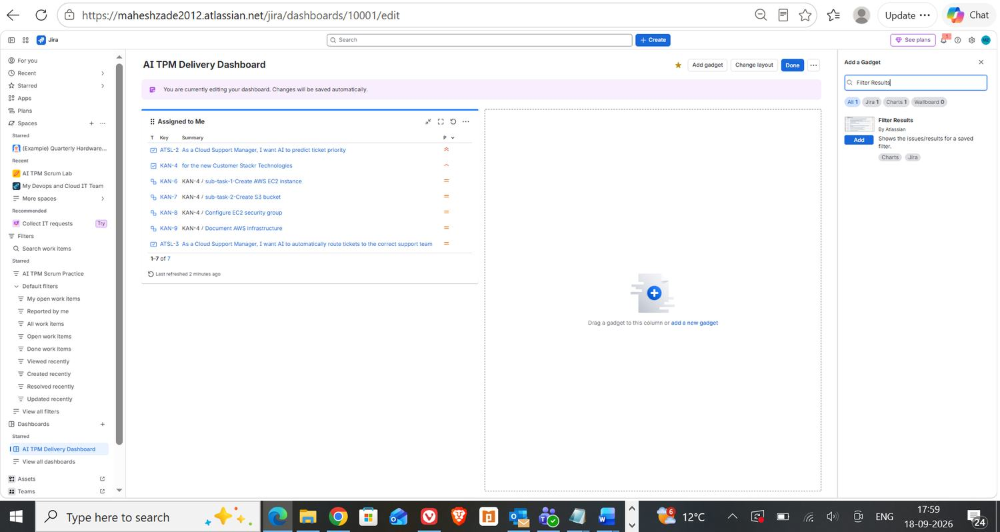 https://maheshzade2012.atlassian.net/jira/dashboards/10001/edit
Update
Chat
Jira
Search
Create
See plans
1
MZ
For you
Recent
Starred
Apps
Plans
Spaces
Starred
(Example) Quarterly Hardware...
Recent
AI TPM Scrum Lab
My Devops and Cloud IT Team
More spaces
Recommended
Collect IT requests Try
Filters
Search work items
Starred
AI TPM Scrum Practice
Default filters
My open work items
Reported by me
All work items
Open work items
Done work items
Viewed recently
Created recently
Resolved recently
Updated recently
View all filters
Dashboards
Starred
AI TPM Delivery Dashboard
View all dashboards
Assets
Teams
AI TPM Delivery Dashboard
Add gadget
Change layout
Done
You are currently editing your dashboard. Changes will be saved automatically.
Assigned to Me
T Key Summary P
ATSL-2 As a Cloud Support Manager, I want AI to predict ticket priority
KAN-4 for the new Customer Stackr Technologies
KAN-6 KAN-4 / sub-task-1-Create AWS EC2 instance
KAN-7 KAN-4 / sub-task-2-Create S3 bucket
KAN-8 KAN-4 / Configure EC2 security group
KAN-9 KAN-4 / Document AWS infrastructure
ATSL-3 As a Cloud Support Manager, I want AI to automatically route tickets to the correct support team
1-7 of 7
Last refreshed 2 minutes ago
Drag a gadget to this column or add a new gadget
Add a Gadget
Filter Results
All 1 Jira 1 Charts 1 Wallboard 0
Filter Results
By Atlassian
Add
Shows the issues/results for a saved
filter.
Charts Jira
Type here to search
6
12°C
ENG
17:59
18-09-2026
24